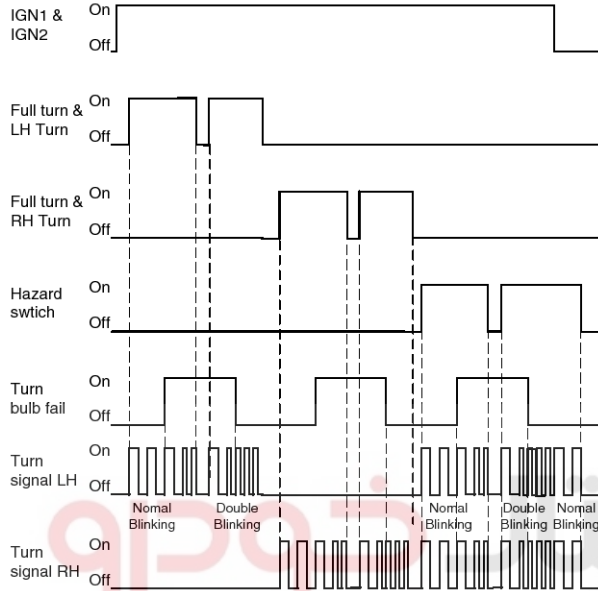 IGN1 &
IGN2
On
Off
Full turn &
LH Turn
On
Off
Full turn &
RH Turn
On
Off
Hazard
swtich
On
Off
Turn
bulb fail
On
Off
Turn
signal LH
On
Off
Nomal
Blinking
Double
Blinking
Nomal
Blinking
Double
Blinking
Nomal
Blinking
Turn
signal RH
On
Off